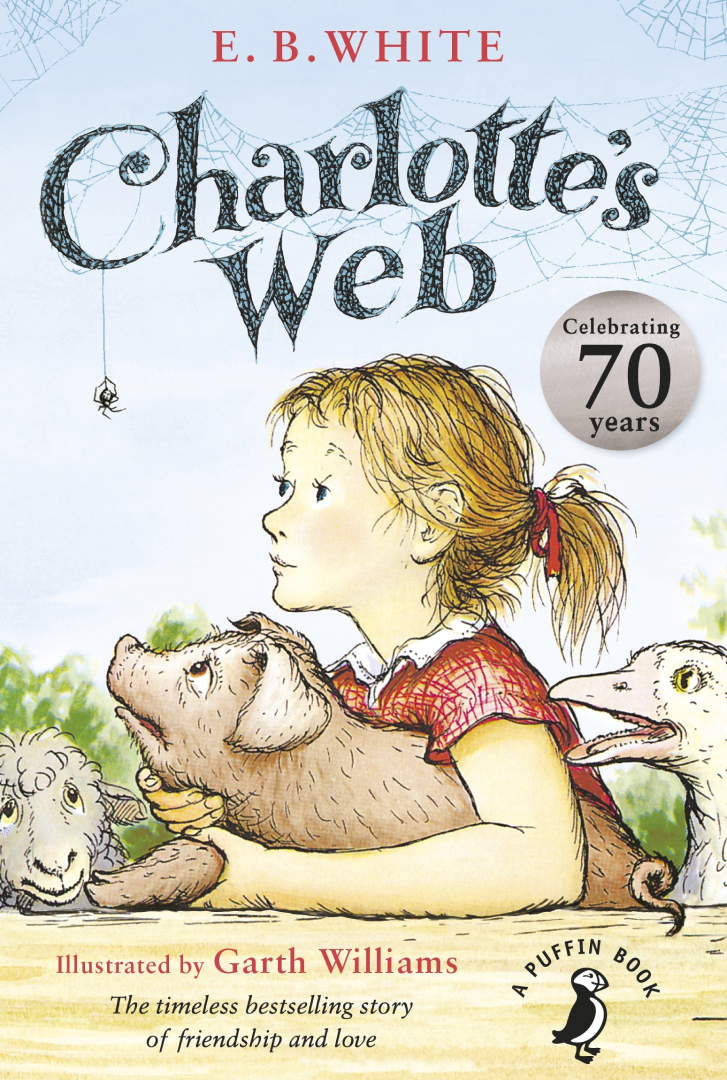 E. B. WHITE
Charlotte's
Web
Celebrating
70
years
Illustrated by Garth Williams
The timeless bestselling story
of friendship and love
A PUFFIN BOOK